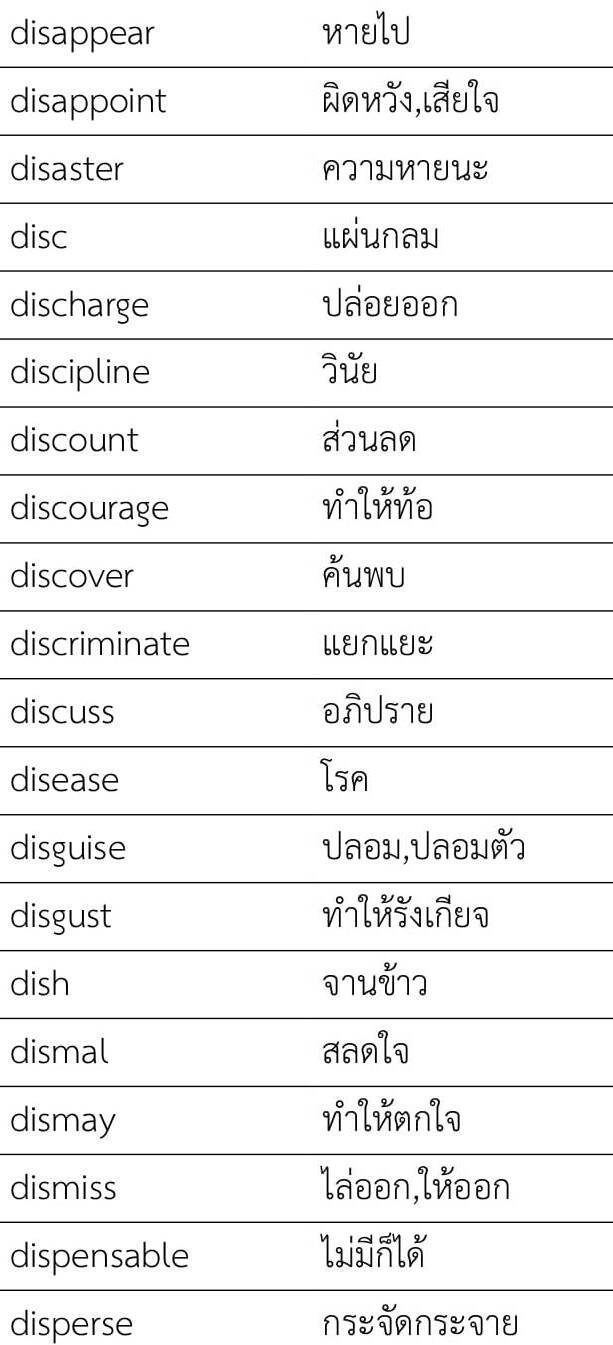 disappear หายไป
disappoint ผิดหวัง,เสียใจ
disaster ความหายนะ
disc แผ่นกลม
discharge ปล่อยออก
discipline วินัย
discount ส่วนลด
discourage ทำให้ท้อ
discover ค้นพบ
discriminate แยกแยะ
discuss อภิปราย
disease โรค
disguise ปลอม,ปลอมตัว
disgust ทำให้รังเกียจ
dish จานข้าว
dismal สลดใจ
dismay ทำให้ตกใจ
dismiss ไล่ออก,ให้ออก
dispensable ไม่มีก็ได้
disperse กระจัดกระจาย